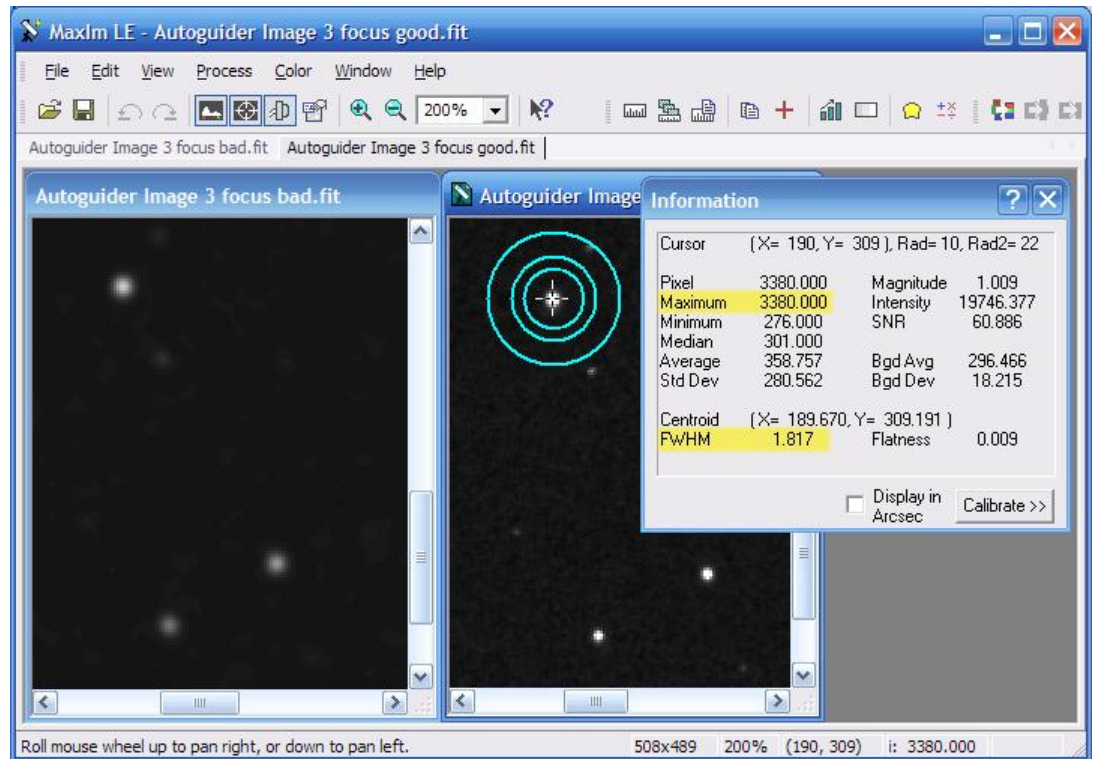 MaxIm LE - Autoguider Image 3 focus good.fit
File Edit View Process Color Window Help
200%
Autoguider Image 3 focus bad.fit Autoguider Image 3 focus good.fit
Autoguider Image 3 focus bad.fit
Autoguider Image
Information
Cursor (X= 190, Y= 309 ), Rad= 10, Rad2= 22
Pixel 3380.000 Magnitude 1.009
Maximum 3380.000 Intensity 19746.377
Minimum 276.000 SNR 60.886
Median 301.000
Average 358.757 Bgd Avg 296.466
Std Dev 280.562 Bgd Dev 18.215
Centroid (X= 189.670, Y= 309.191 )
FWHM 1.817 Flatness 0.009
Display in Arcsec
Calibrate >>
Roll mouse wheel up to pan right, or down to pan left. 508x489 200% (190, 309) i: 3380.000